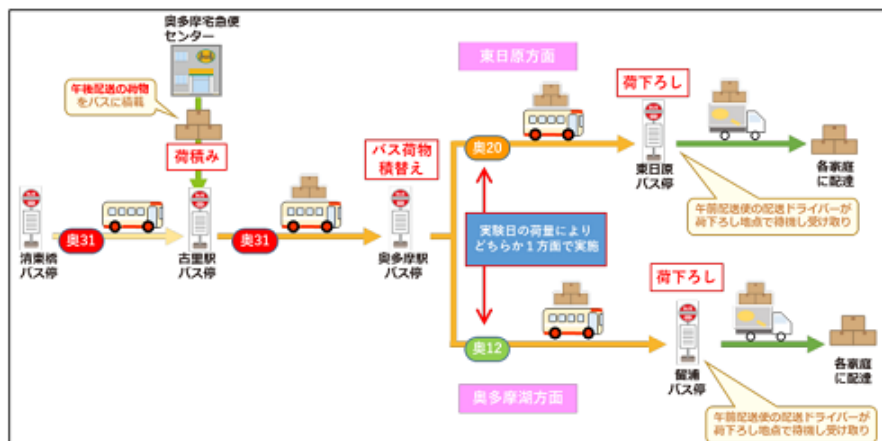 奥多摩宅急便
センター
午後配送の荷物
をバスに積載
荷積み
清東橋
バス停
奥31
古里駅
バス停
奥31
バス荷物
積替え
奥多摩駅
バス停
東日原方面
奥20
荷下ろし
東日原
バス停
各家庭
に配達
午前配送便の配送ドライバーが
荷下ろし地点で待機し受け取り
実験日の荷量により
どちらか1方面で実施
奥12
奥多摩湖方面
荷下ろし
留浦
バス停
各家庭
に配達
午前配送便の配送ドライバーが
荷下ろし地点で待機し受け取り